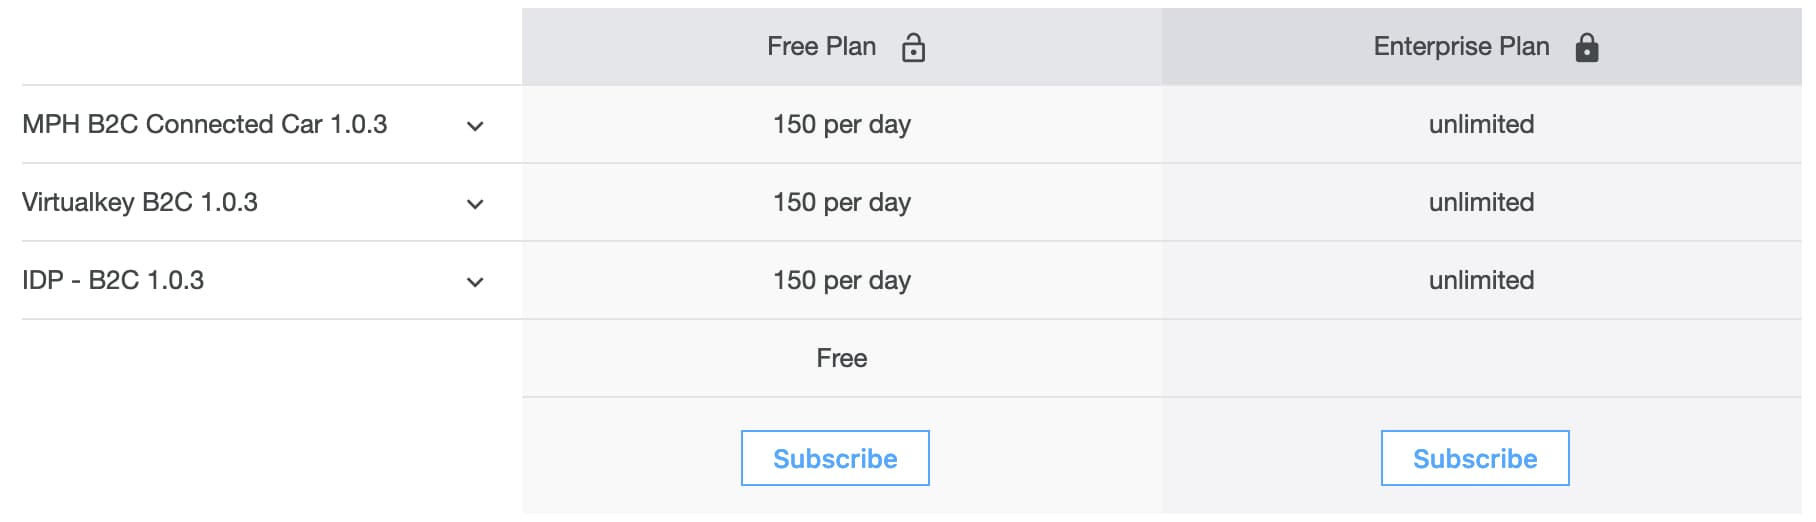 Free Plan Enterprise Plan
MPH B2C Connected Car 1.0.3 150 per day unlimited
Virtualkey B2C 1.0.3 150 per day unlimited
IDP - B2C 1.0.3 150 per day unlimited
Free
Subscribe Subscribe